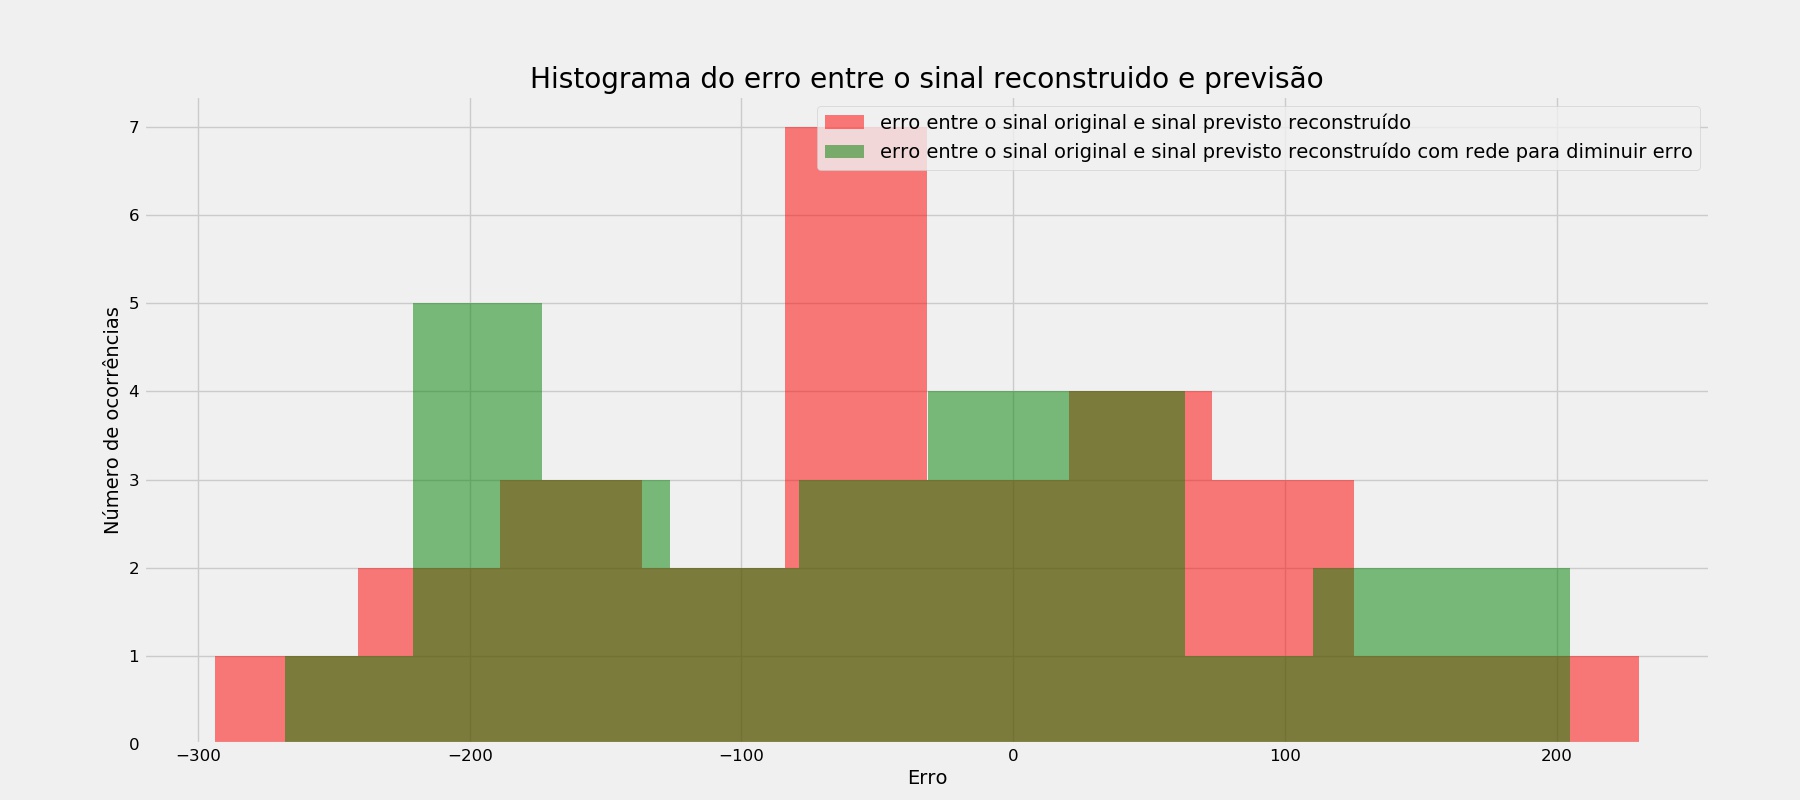 Histograma do erro entre o sinal reconstruido e previsão
erro entre o sinal original e sinal previsto reconstruído
erro entre o sinal original e sinal previsto reconstruído com rede para diminuir erro
Número de ocorrências
7
6
5
4
3
2
1
0
−300 −200 −100 0 100 200
Erro